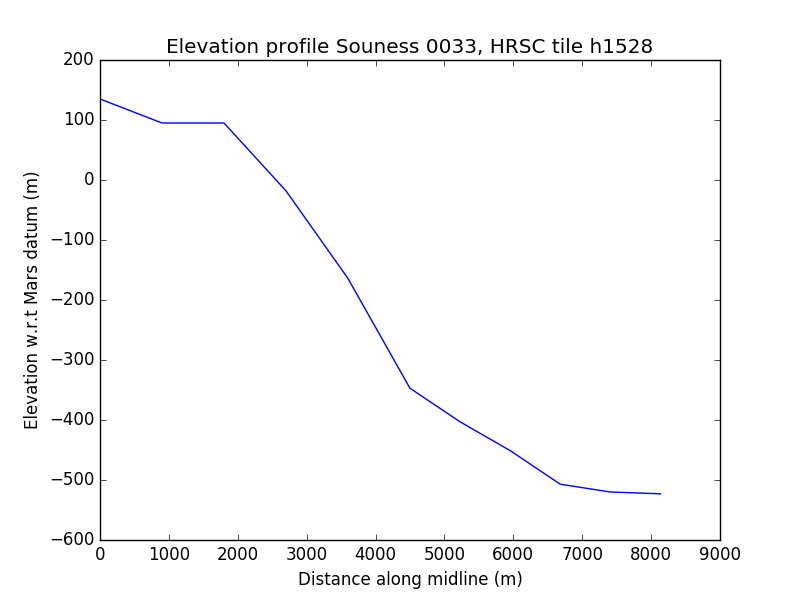 Elevation profile Souness 0033, HRSC tile h1528
200
100
0
−100
−200
−300
−400
−500
−600
Elevation w.r.t Mars datum (m)
0 1000 2000 3000 4000 5000 6000 7000 8000 9000
Distance along midline (m)